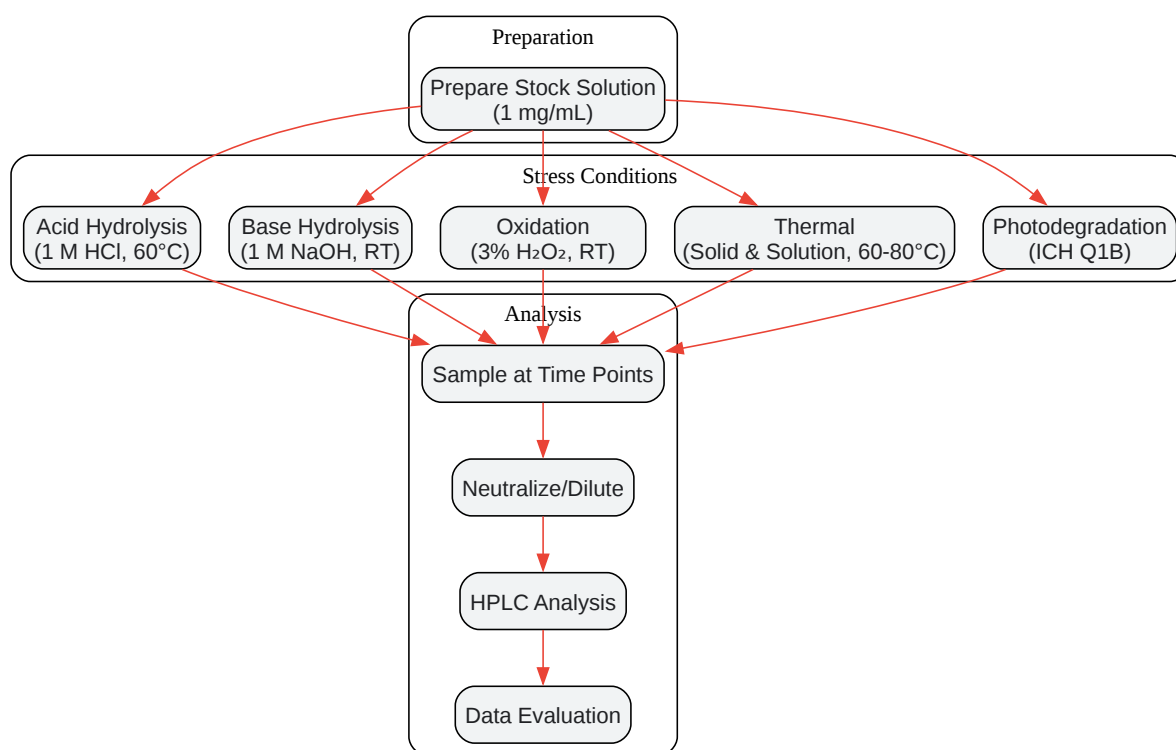 Preparation
Prepare Stock Solution
(1 mg/mL)
Stress Conditions
Acid Hydrolysis
(1 M HCl, 60°C)
Base Hydrolysis
(1 M NaOH, RT)
Oxidation
(3% H₂O₂, RT)
Thermal
(Solid & Solution, 60-80°C)
Photodegradation
(ICH Q1B)
Analysis
Sample at Time Points
Neutralize/Dilute
HPLC Analysis
Data Evaluation